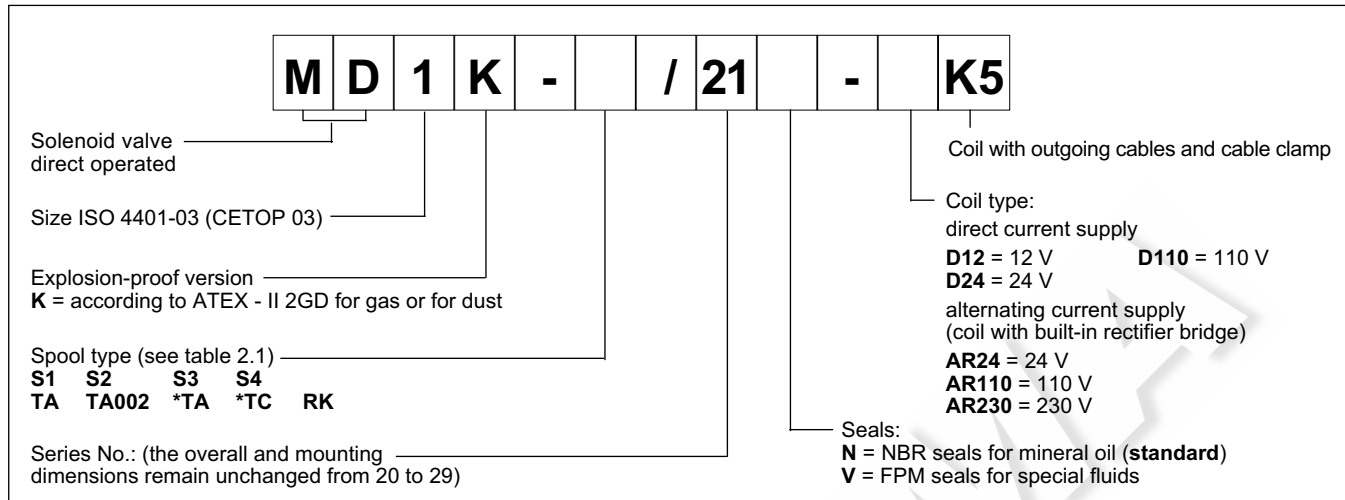 M D 1 K - / 21 - K5
Solenoid valve
direct operated
Size ISO 4401-03 (CETOP 03)
Explosion-proof version
K = according to ATEX - II 2GD for gas or for dust
Spool type (see table 2.1)
S1 S2 S3 S4
TA TA002 *TA *TC RK
Series No.: (the overall and mounting
dimensions remain unchanged from 20 to 29)
Coil with outgoing cables and cable clamp
Coil type:
direct current supply
D12 = 12 V D110 = 110 V
D24 = 24 V
alternating current supply
(coil with built-in rectifier bridge)
AR24 = 24 V
AR110 = 110 V
AR230 = 230 V
Seals:
N = NBR seals for mineral oil (standard)
V = FPM seals for special fluids